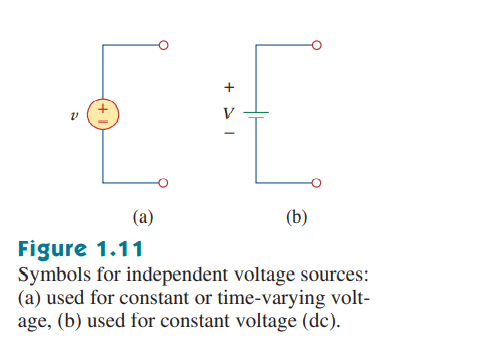 +
v + V
− −
(a) (b)
Figure 1.11
Symbols for independent voltage sources:
(a) used for constant or time-varying volt-
age, (b) used for constant voltage (dc).